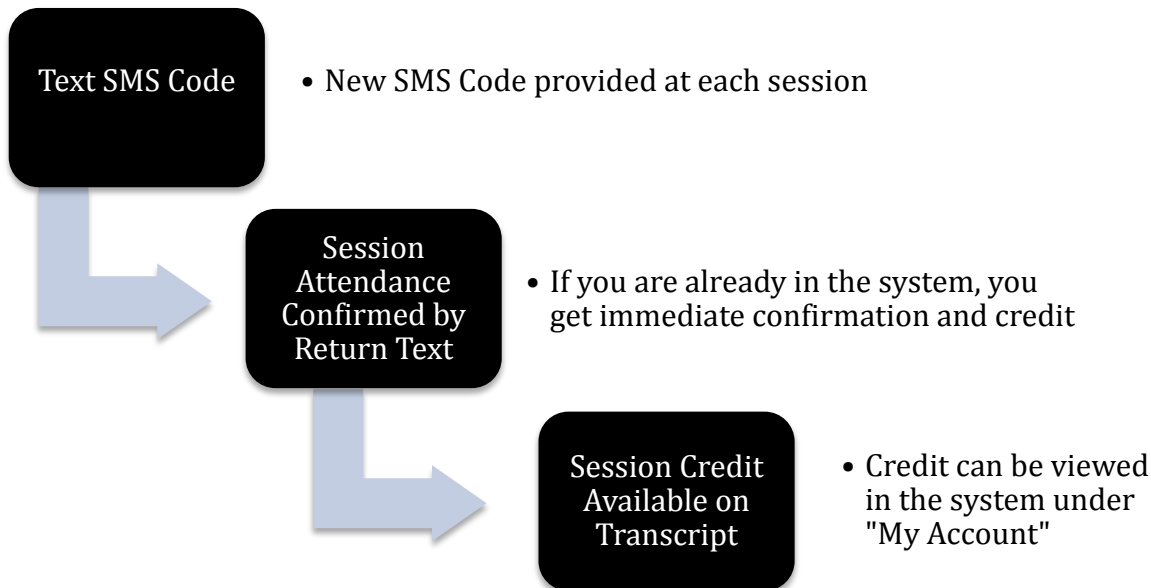 Text SMS Code
• New SMS Code provided at each session
Session
Attendance
Confirmed by
Return Text
• If you are already in the system, you
get immediate confirmation and credit
Session Credit
Available on
Transcript
• Credit can be viewed
in the system under
"My Account"